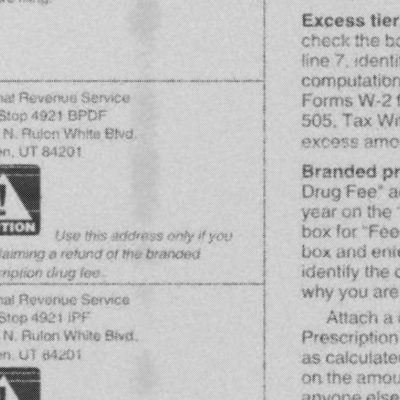 nal Revenue Service
Stop 4921 BPDF
N. Rulon White Blvd.
en, UT 84201
TION
Use this address only if you
laiming a refund of the branded
cription drug fee.
nal Revenue Service
Stop 4921 IPF
N. Rulon White Blvd.
en, UT 84201
Excess tier
check the bo
line 7, identif
computation
Forms W-2 f
505, Tax Wit
excess amo
Branded pr
Drug Fee" a
year on the "
box for "Fee
box and ente
identify the d
why you are
Attach a c
Prescription
as calculated
on the amou
anyone else